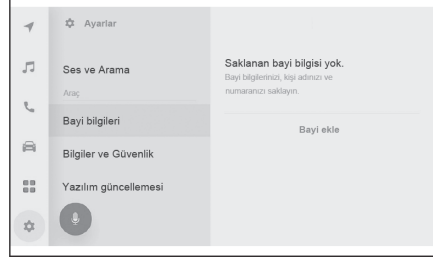 Ayarlar
Ses ve Arama
Araç
Bayi bilgileri
Bilgiler ve Güvenlik
Yazılım güncellemesi
Saklanan bayi bilgisi yok.
Bayi bilgilerinizi, kişi adınızı ve
numaranızı saklayın.
Bayi ekle